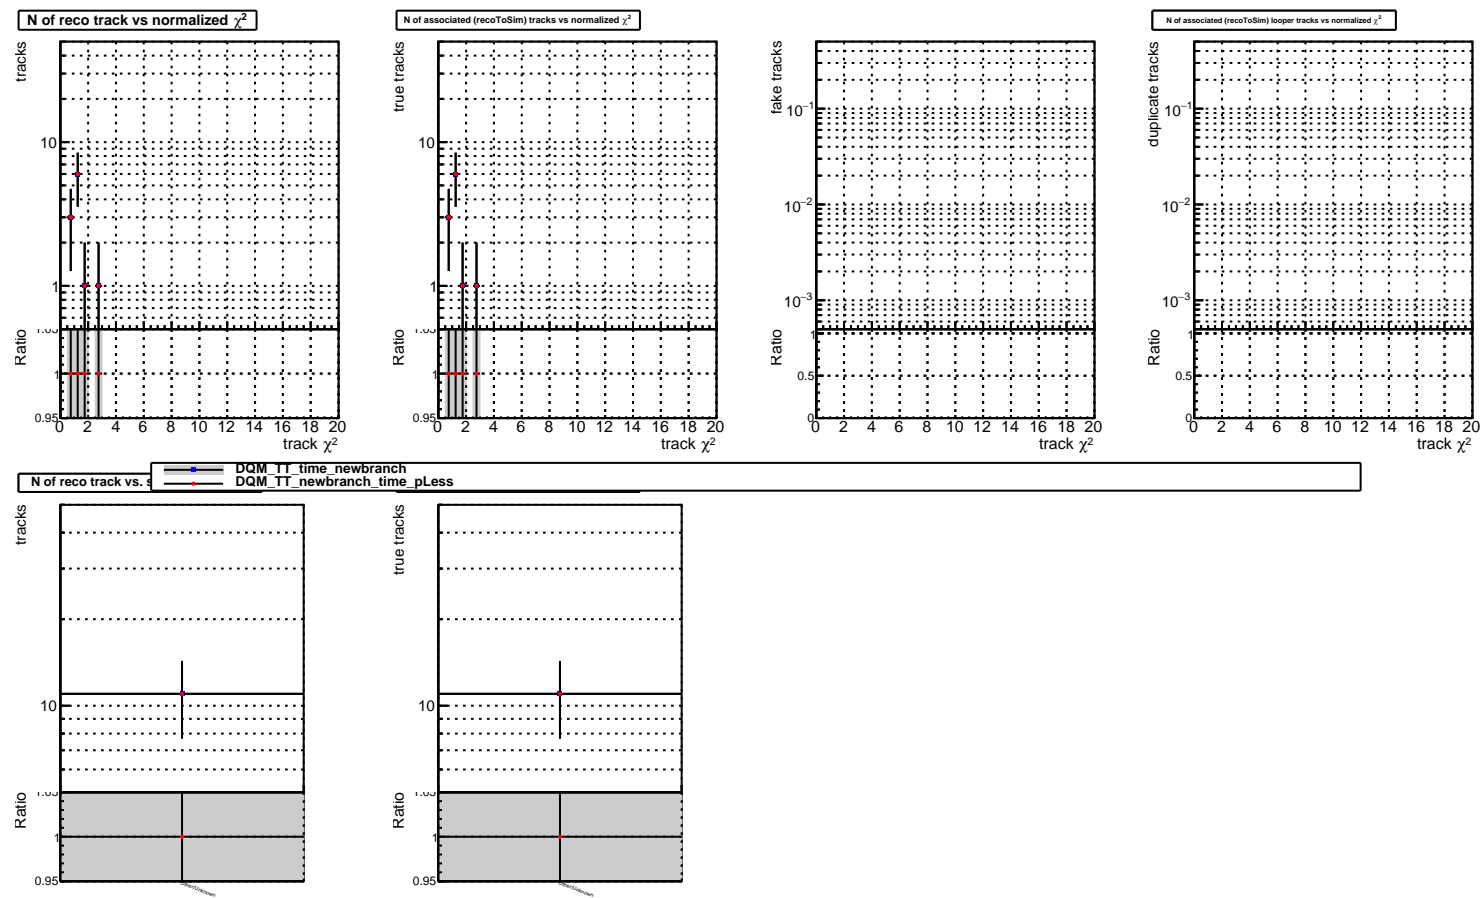 N of reco track vs normalized χ²
N of associated (recoToSim) tracks vs normalized χ²
N of associated (recoToSim) looper tracks vs normalized χ²
tracks
10
1
Ratio
1
0.95
0 2 4 6 8 10 12 14 16 18 20
track χ²
true tracks
10
1
Ratio
1
0.95
0 2 4 6 8 10 12 14 16 18 20
track χ²
fake tracks
10⁻¹
10⁻²
10⁻³
Ratio
1
0.5
0
0 2 4 6 8 10 12 14 16 18 20
track χ²
duplicate tracks
10⁻¹
10⁻²
10⁻³
Ratio
1
0.5
0
0 2 4 6 8 10 12 14 16 18 20
track χ²
DQM_TT_time_newbranch
DQM_TT_newbranch_time_pLess
N of reco track vs. s
tracks
10
Ratio
1
0.95
true tracks
10
Ratio
1
0.95